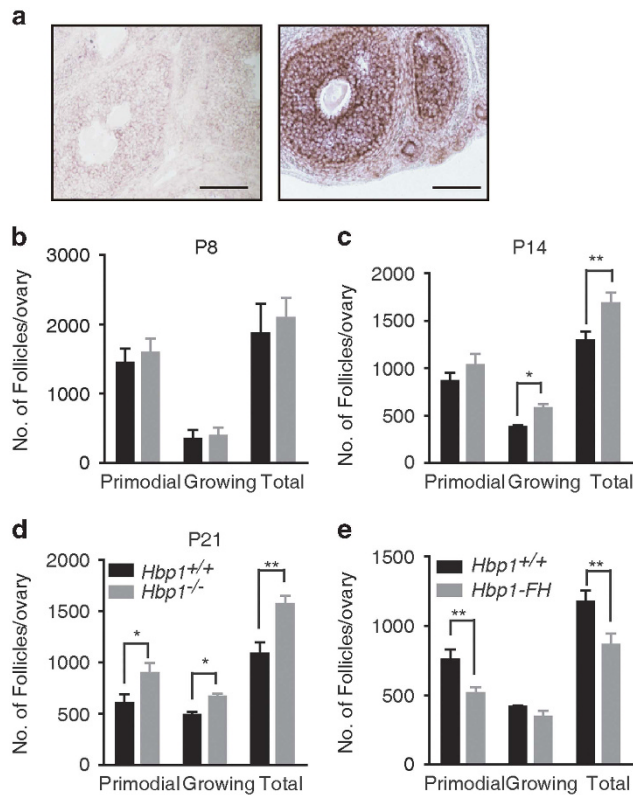 a
b
P8
No. of Follicles/ovary
3000
2000
1000
0
Primodial Growing Total
c
P14
No. of Follicles/ovary
2000
1500
1000
500
0
*
**
Primodial Growing Total
d
P21
No. of Follicles/ovary
2000
1500
1000
500
0
Hbp1+/+
Hbp1-/-
*
*
**
Primodial Growing Total
e
No. of Follicles/ovary
1500
1000
500
0
Hbp1+/+
Hbp1-FH
**
**
PrimodialGrowing Total